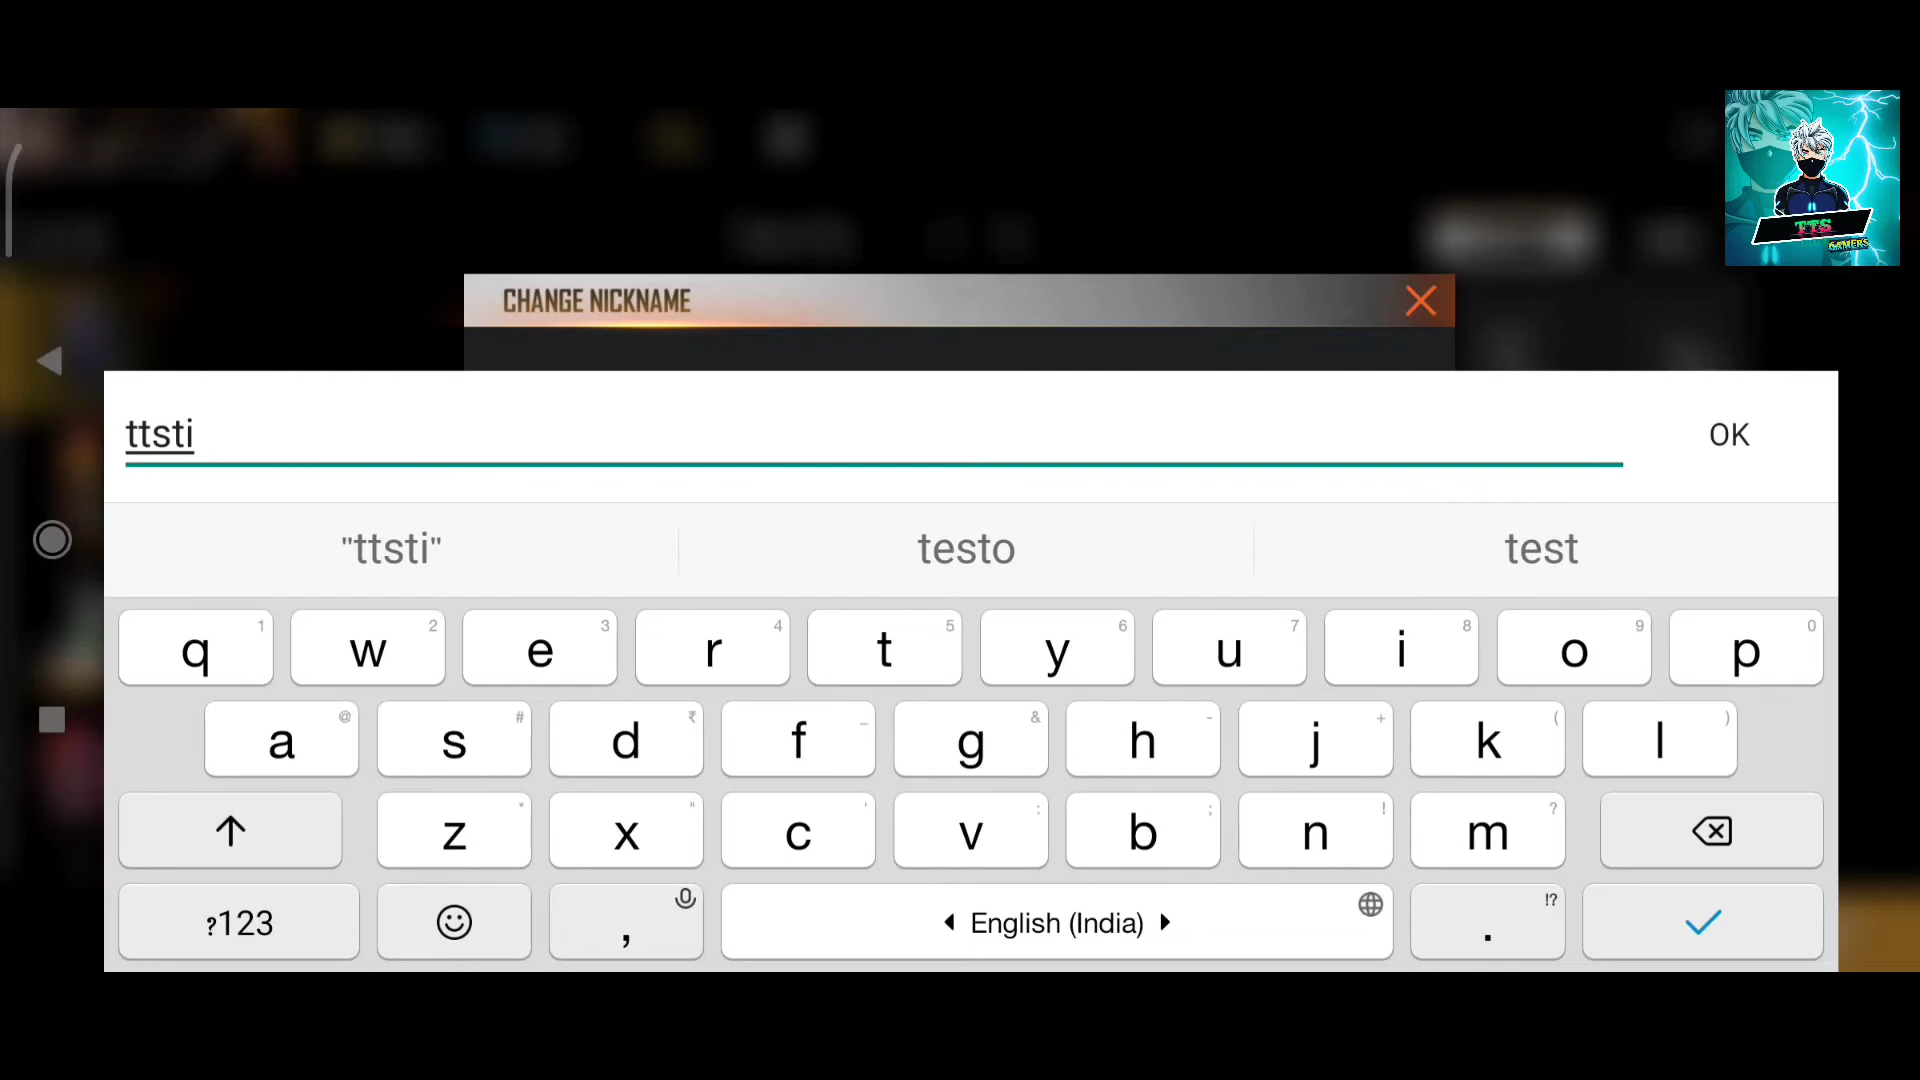 TTS
GAMERS
CHANGE NICKNAME
ttsti
OK
"ttsti" testo test
q 1 w 2 e 3 r 4 t 5 y 6 u 7 i 8 o 9 p 0
a @ s # d ₹ f _ g & h - j + k ( l )
z * x " c ' v : b ; n ! m ?
?123 , English (India) . !?